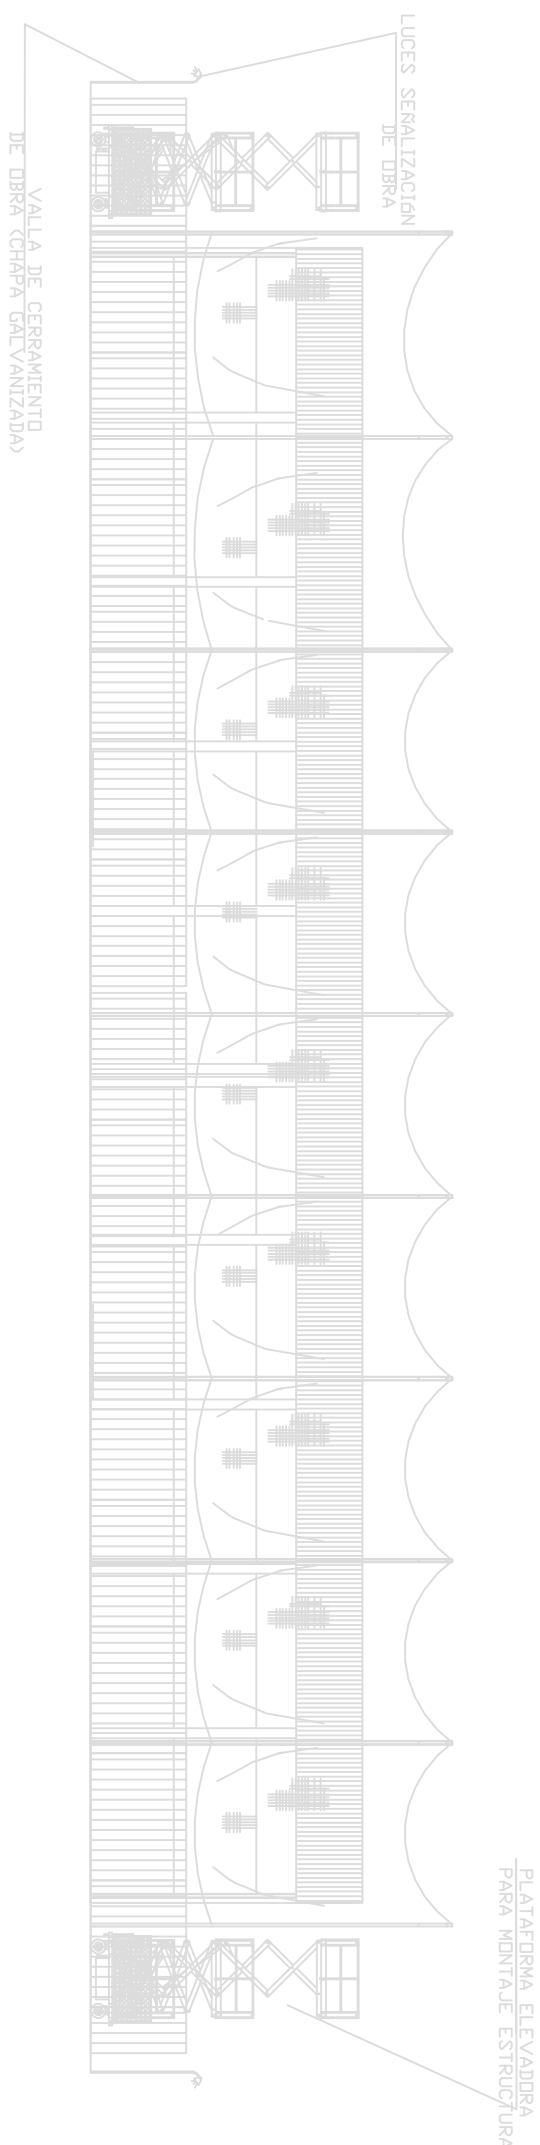 LUCES SEÑALIZACIÓN
DE OBRA
VALLA DE CERRAMIENTO
DE OBRA (CHAPA GALVANIZADA)
PLATAFORMA ELEVADORA
PARA MONTAJE ESTRUCTURA